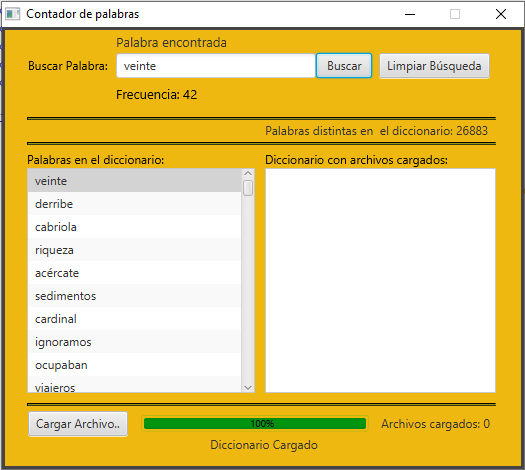 Contador de palabras
Palabra encontrada
Buscar Palabra: veinte Buscar Limpiar Búsqueda
Frecuencia: 42
Palabras distintas en  el diccionario: 26883
Palabras en el diccionario: Diccionario con archivos cargados:
veinte
derribe
cabriola
riqueza
acércate
sedimentos
cardinal
ignoramos
ocupaban
viajeros
Cargar Archivo.. 100% Archivos cargados: 0
Diccionario Cargado